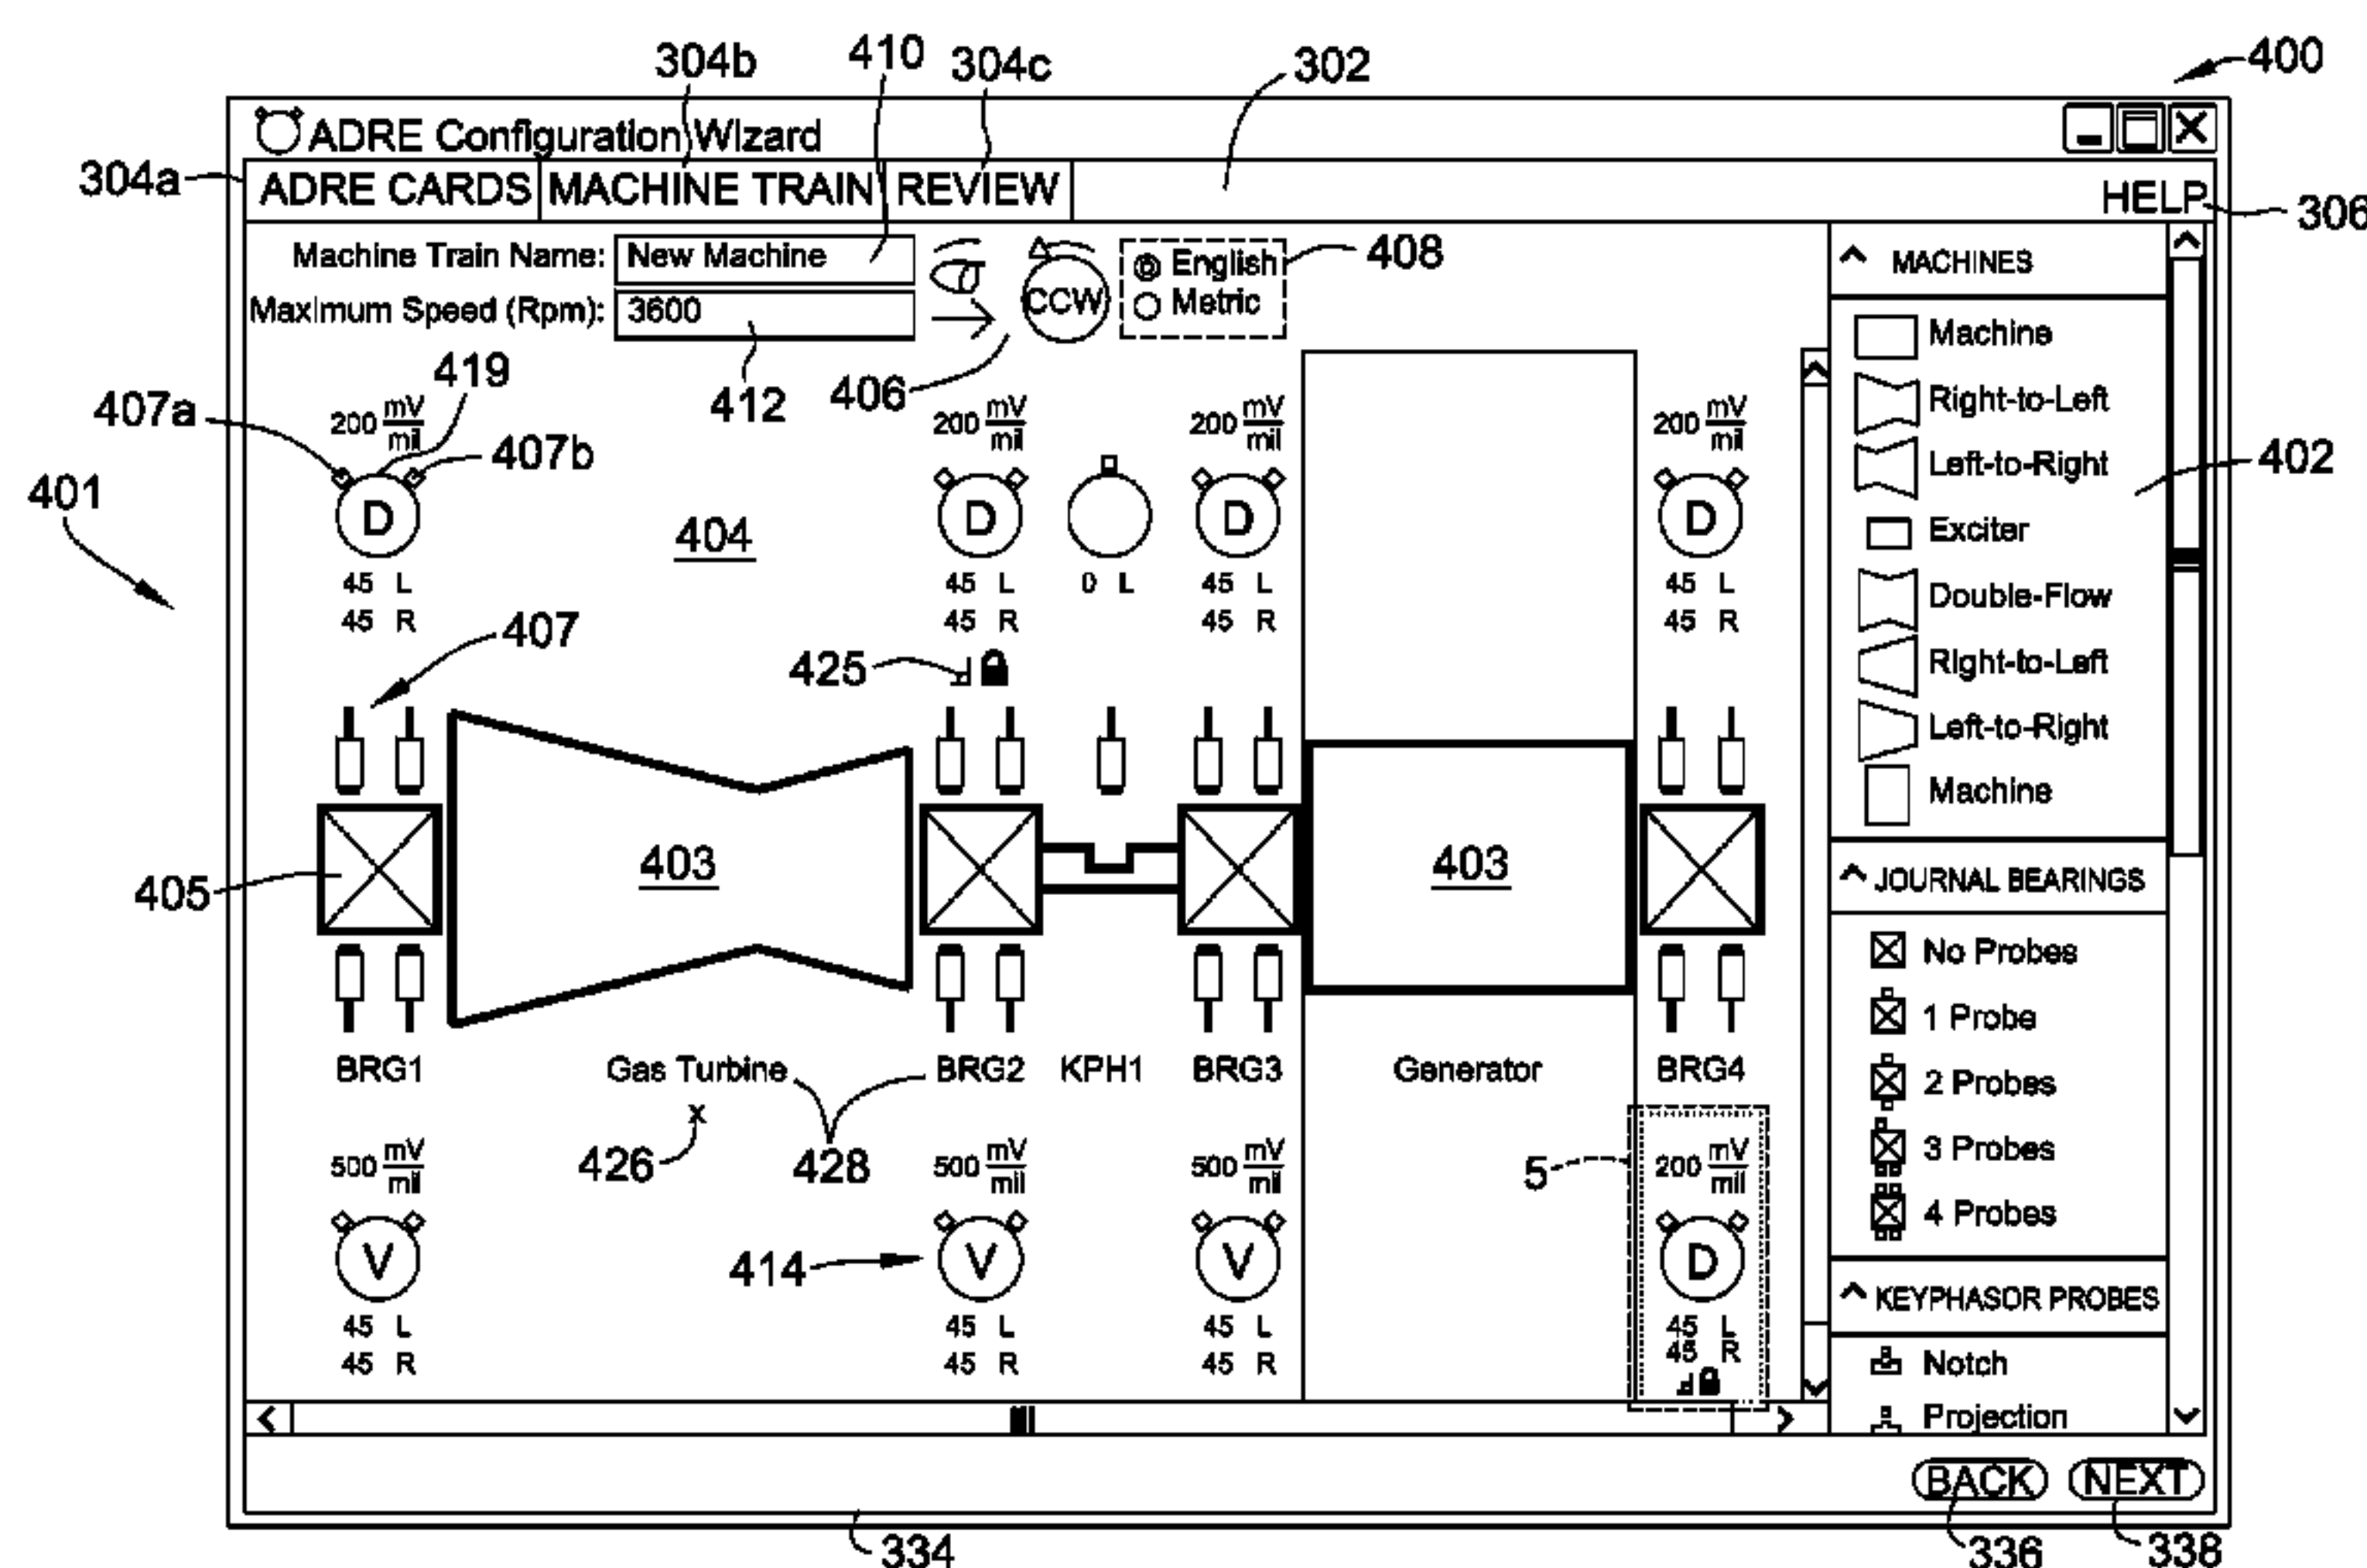 304b 410 304c 302 400
ADRE Configuration Wizard
304a ADRE CARDS MACHINE TRAIN REVIEW HELP 306
Machine Train Name: New Machine CCW English 408
Maximum Speed (Rpm): 3600 Metric
412 406
407a 419 407b
401 404 402
200 mV/mil 200 mV/mil 200 mV/mil 200 mV/mil
D D D D
45 L 45 L 0 L 45 L 45 L
45 R 45 R 45 R 45 R
407 425
405 403 403
BRG1 Gas Turbine BRG2 KPH1 BRG3 Generator BRG4
x
426 428 5
500 mV/mil 500 mV/mil 500 mV/mil 200 mV/mil
V 414 V V D
45 L 45 L 45 L 45 L
45 R 45 R 45 R 45 R
MACHINES
Machine
Right-to-Left
Left-to-Right
Exciter
Double-Flow
Right-to-Left
Left-to-Right
Machine
JOURNAL BEARINGS
No Probes
1 Probe
2 Probes
3 Probes
4 Probes
KEYPHASOR PROBES
Notch
Projection
BACK NEXT
334 336 338